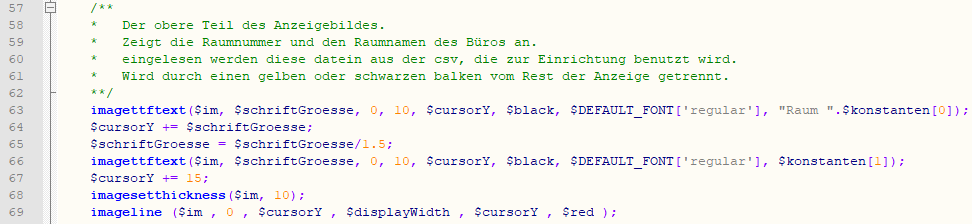 57 /**
58 * Der obere Teil des Anzeigebildes.
59 * Zeigt die Raumnummer und den Raumnamen des Büros an.
60 * eingelesen werden diese datein aus der csv, die zur Einrichtung benutzt wird.
61 * Wird durch einen gelben oder schwarzen balken vom Rest der Anzeige getrennt.
62 **/
63 imagettftext($im, $schriftGroesse, 0, 10, $cursorY, $black, $DEFAULT_FONT['regular'], "Raum ".$konstanten[0]);
64 $cursorY += $schriftGroesse;
65 $schriftGroesse = $schriftGroesse/1.5;
66 imagettftext($im, $schriftGroesse, 0, 10, $cursorY, $black, $DEFAULT_FONT['regular'], $konstanten[1]);
67 $cursorY += 15;
68 imagesetthickness($im, 10);
69 imageline ($im , 0 , $cursorY , $displayWidth , $cursorY , $red );